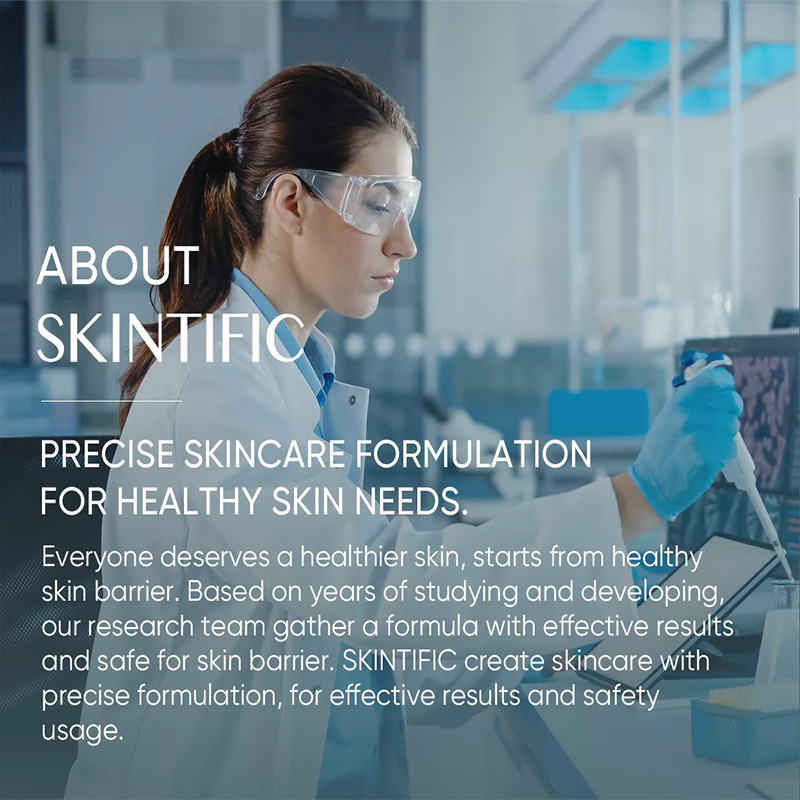 ABOUT
SKINTIFIC
PRECISE SKINCARE FORMULATION
FOR HEALTHY SKIN NEEDS.
Everyone deserves a healthier skin, starts from healthy
skin barrier. Based on years of studying and developing,
our research team gather a formula with effective results
and safe for skin barrier. SKINTIFIC create skincare with
precise formulation, for effective results and safety
usage.